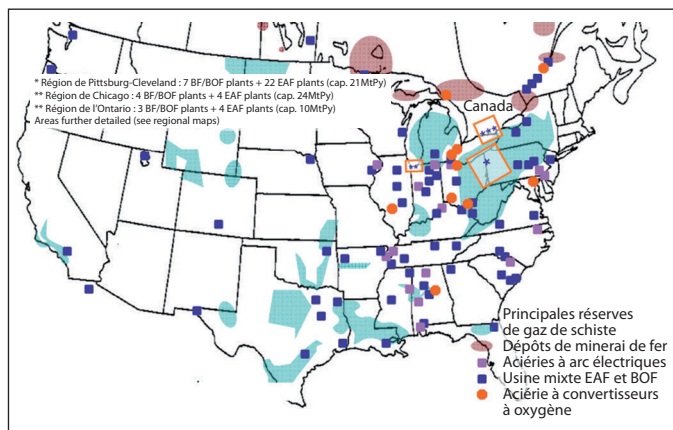 * Région de Pittsburg-Cleveland : 7 BF/BOF plants + 22 EAF plants (cap. 21MtPy)
** Région de Chicago : 4 BF/BOF plants + 4 EAF plants (cap. 24MtPy)
** Région de l'Ontario : 3 BF/BOF plants + 4 EAF plants (cap. 10MtPy)
Areas further detailed (see regional maps)
Canada
***
**
*
Principales réserves
de gaz de schiste
Dépôts de minerai de fer
Aciéries à arc électriques
Usine mixte EAF et BOF
Aciérie à convertisseurs
à oxygène